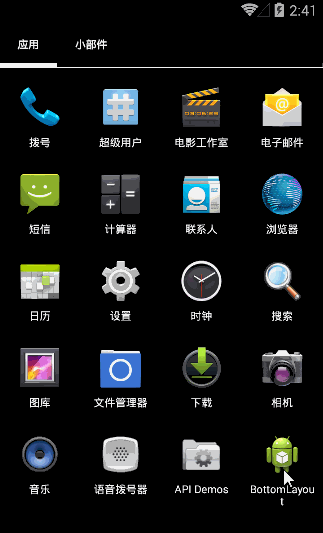 2:41
应用 小部件
拨号 超级用户 电影工作室 电子邮件
短信 计算器 联系人 浏览器
日历 设置 时钟 搜索
图库 文件管理器 下载 相机
音乐 语音拨号器 API Demos BottomLayou
t